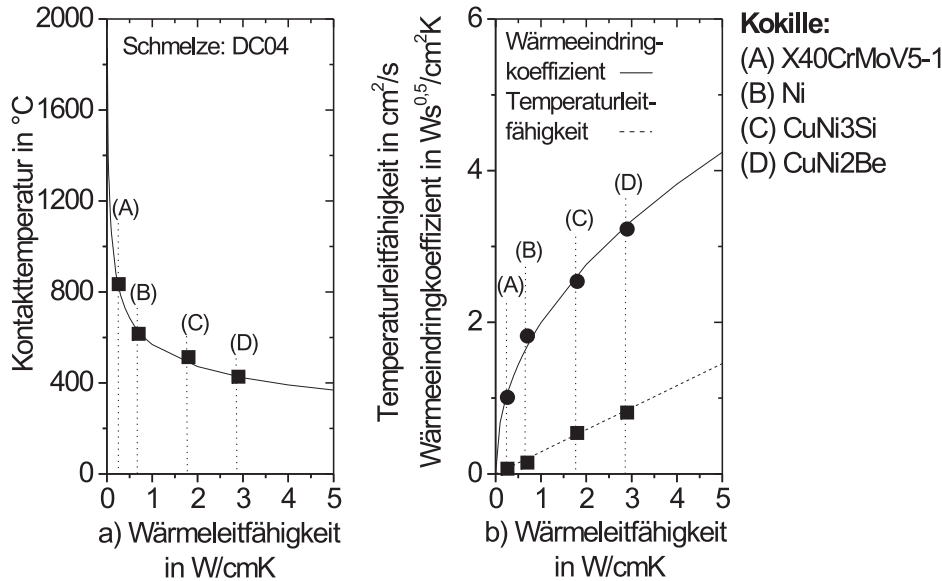 Kontakttemperatur in °C
2000
1600
1200
800
400
0
Schmelze: DC04
(A)
(B)
(C)
(D)
0 1 2 3 4 5
a) Wärmeleitfähigkeit
in W/cmK
Temperaturleitfähigkeit in cm²/s
Wärmeeindringkoeffizient in Ws^0,5/cm²K
6
4
2
0
Wärmeeindring-
koeffizient
Temperaturleit-
fähigkeit
(A)
(B)
(C)
(D)
0 1 2 3 4 5
b) Wärmeleitfähigkeit
in W/cmK
Kokille:
(A) X40CrMoV5-1
(B) Ni
(C) CuNi3Si
(D) CuNi2Be